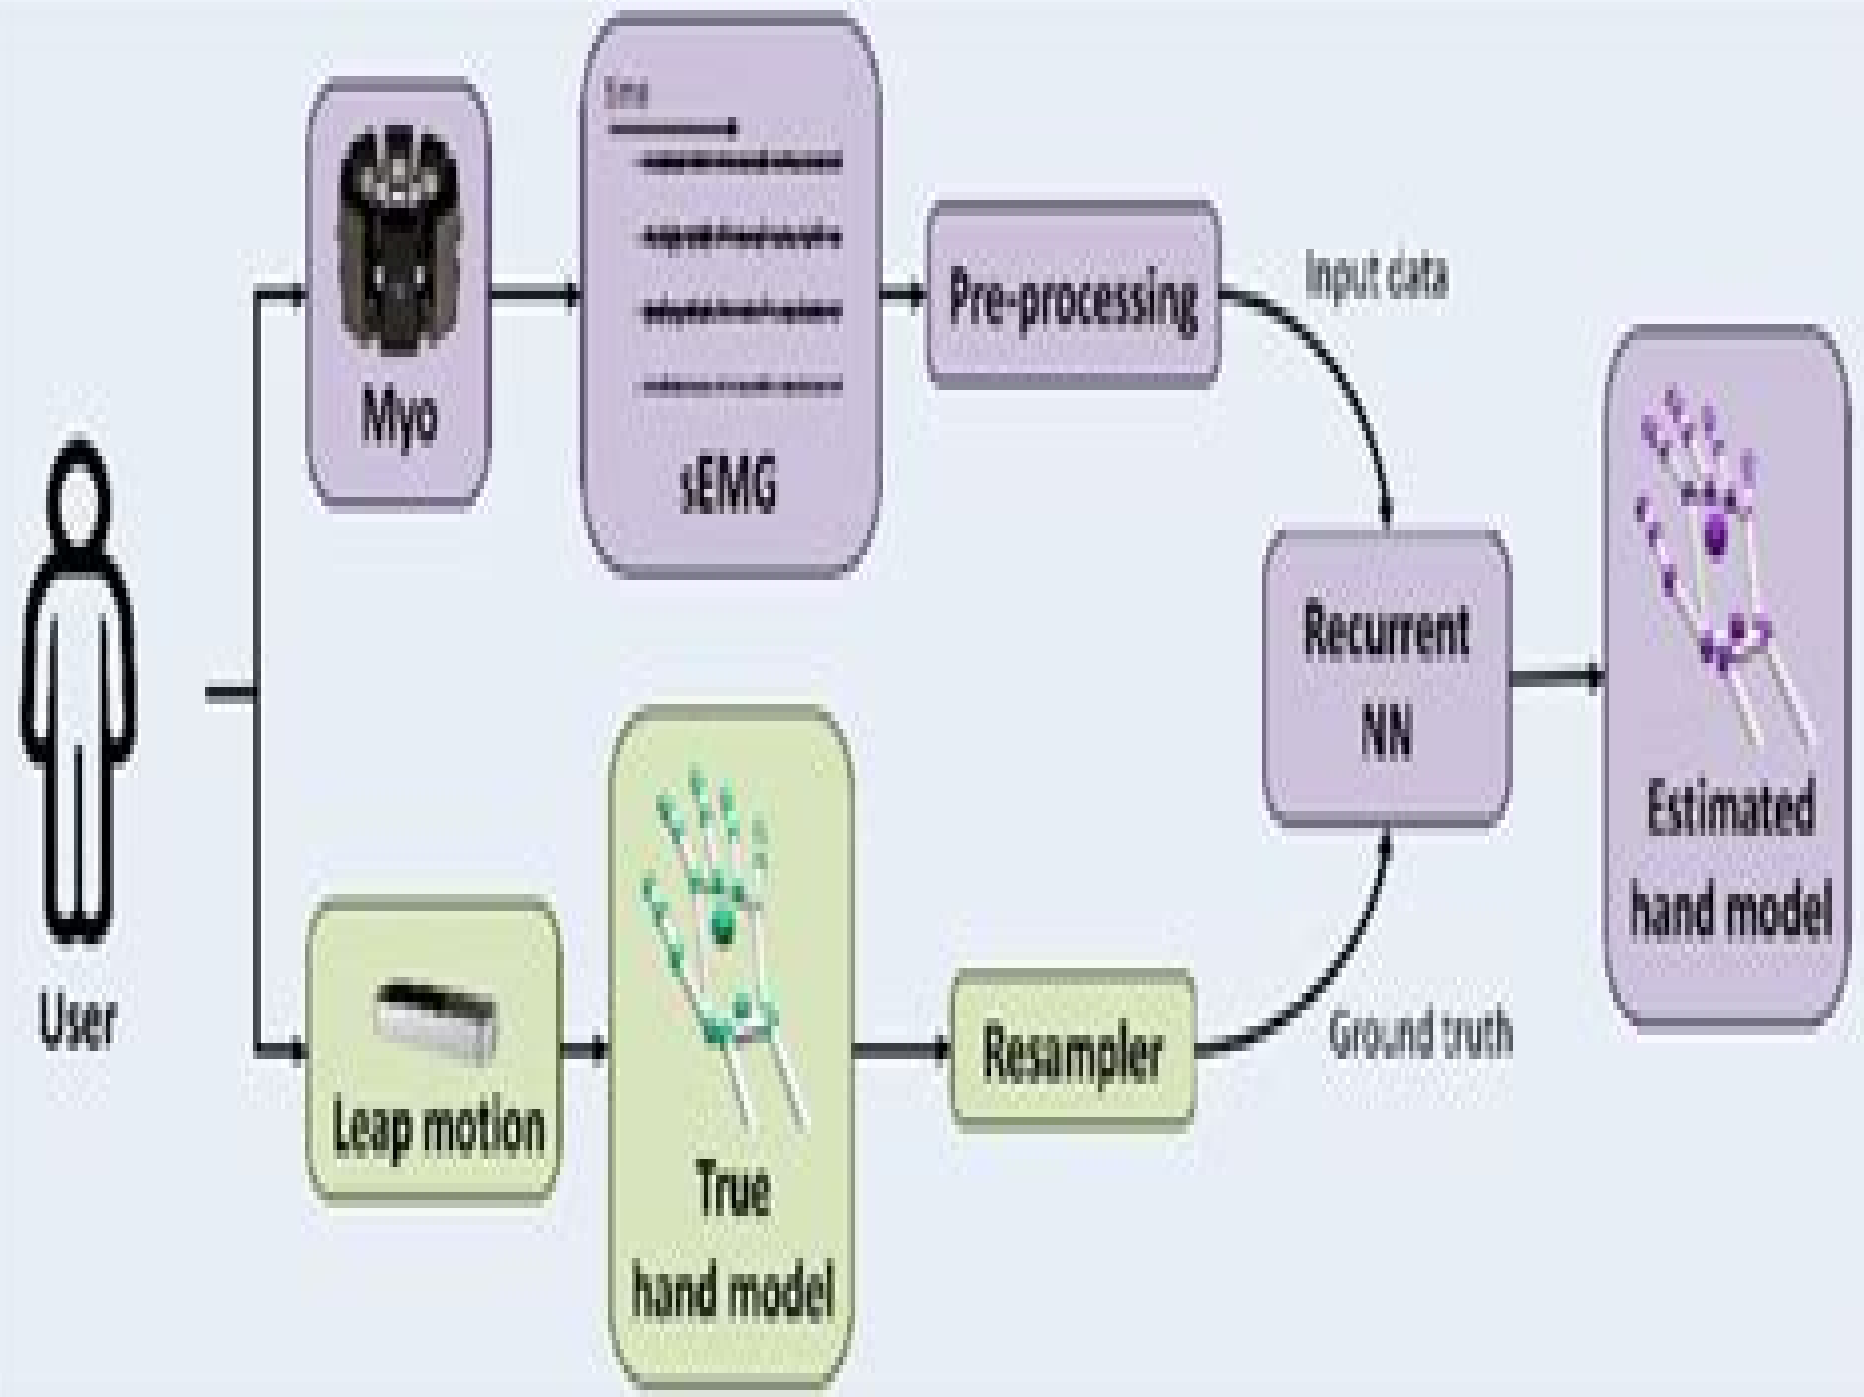 time
Myo
sEMG
Pre-processing
Input data
Recurrent
NN
Estimated
hand model
User
Leap motion
True
hand model
Resampler
Ground truth